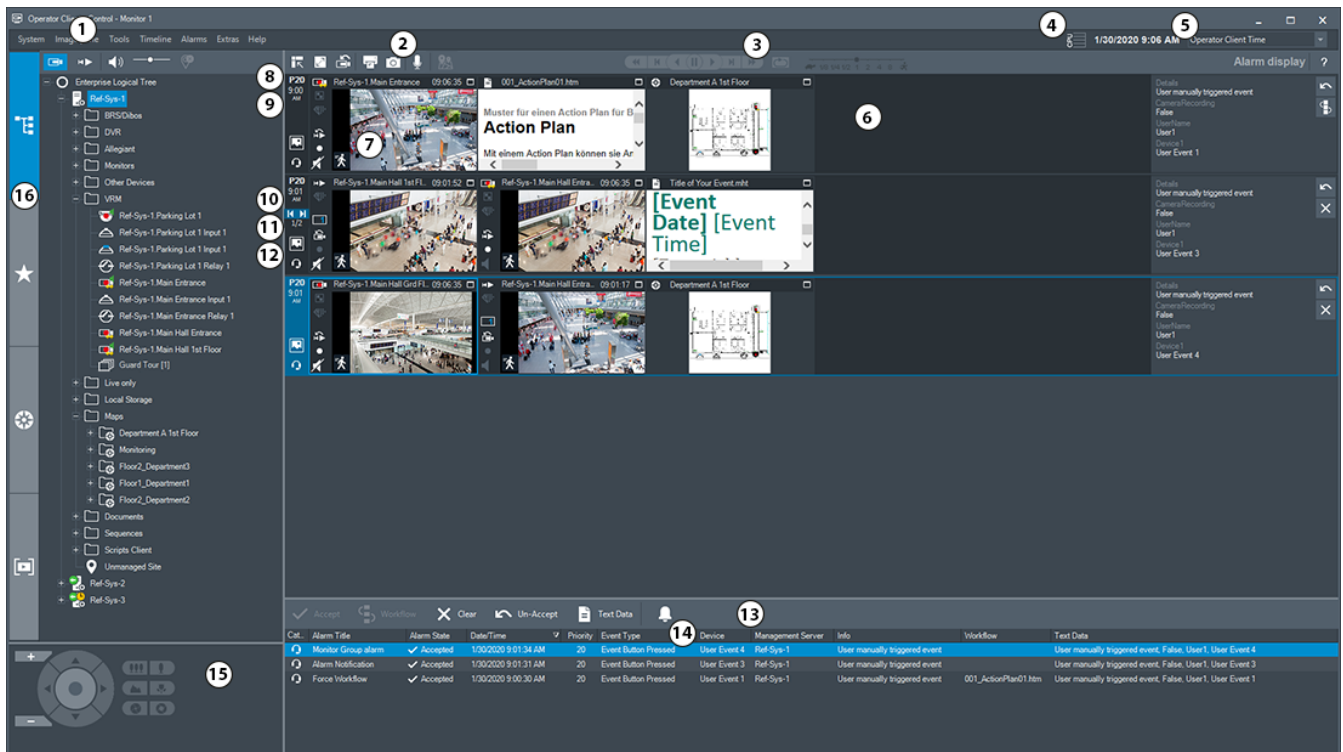 Operator Client Control - Monitor 1
1
4
5
System
Tools
Timeline
Alarms
Extras
Help
2
3
1/30/2020 9:06 AM
Operator Client Time
Alarm display
?
Enterprise Logical Tree
Ref-Sys-1
BRS/Dibos
DVR
Allegiant
Monitors
Other Devices
VRM
Ref-Sys-1.Parking Lot 1
Ref-Sys-1.Parking Lot 1 Input 1
Ref-Sys-1.Parking Lot 1 Input 1
Ref-Sys-1.Parking Lot 1 Relay 1
Ref-Sys-1.Main Entrance
Ref-Sys-1.Main Entrance Input 1
Ref-Sys-1.Main Entrance Relay 1
Ref-Sys-1.Main Hall Entrance
Ref-Sys-1.Main Hall 1st Floor
Guard Tour [1]
Live only
Local Storage
Maps
Department A 1st Floor
Monitoring
Floor2_Department3
Floor1_Department1
Floor2_Department2
Documents
Sequences
Scripts Client
Unmanaged Site
Ref-Sys-2
Ref-Sys-3
16
8
9
10
11
12
P20
9:00
AM
Ref-Sys-1.Main Entrance 09:06:35
001_ActionPlan01.htm
Department A 1st Floor
Muster für einen Action Plan für B
Action Plan
Mit einem Action Plan können sie Ar
7
6
Details
User manually triggered event
CameraRecording
False
UserName
User1
Device1
User Event 1
P20
9:01
AM
1/2
Ref-Sys-1.Main Hall 1st Fl.. 09:01:52
Ref-Sys-1.Main Hall Entra.. 09:06:35
Title of Your Event.mht
[Event
Date] [Event
Time]
Details
User manually triggered event
CameraRecording
False
UserName
User1
Device1
User Event 3
P20
9:01
AM
Ref-Sys-1.Main Hall Grd Fl.. 09:06:35
Ref-Sys-1.Main Hall Entra.. 09:01:17
Department A 1st Floor
Details
User manually triggered event
CameraRecording
False
UserName
User1
Device1
User Event 4
Accept
Workflow
Clear
Un-Accept
Text Data
13
Cat.. Alarm Title Alarm State Date/Time Priority Event Type 14 Device Management Server Info Workflow Text Data
Monitor Group alarm Accepted 1/30/2020 9:01:34 AM 20 Event Button Pressed User Event 4 Ref-Sys-1 User manually triggered event User manually triggered event, False, User1, User Event 4
Alarm Notification Accepted 1/30/2020 9:01:31 AM 20 Event Button Pressed User Event 3 Ref-Sys-1 User manually triggered event User manually triggered event, False, User1, User Event 3
Force Workflow Accepted 1/30/2020 9:00:30 AM 20 Event Button Pressed User Event 1 Ref-Sys-1 User manually triggered event 001_ActionPlan01.htm User manually triggered event, False, User1, User Event 1
15